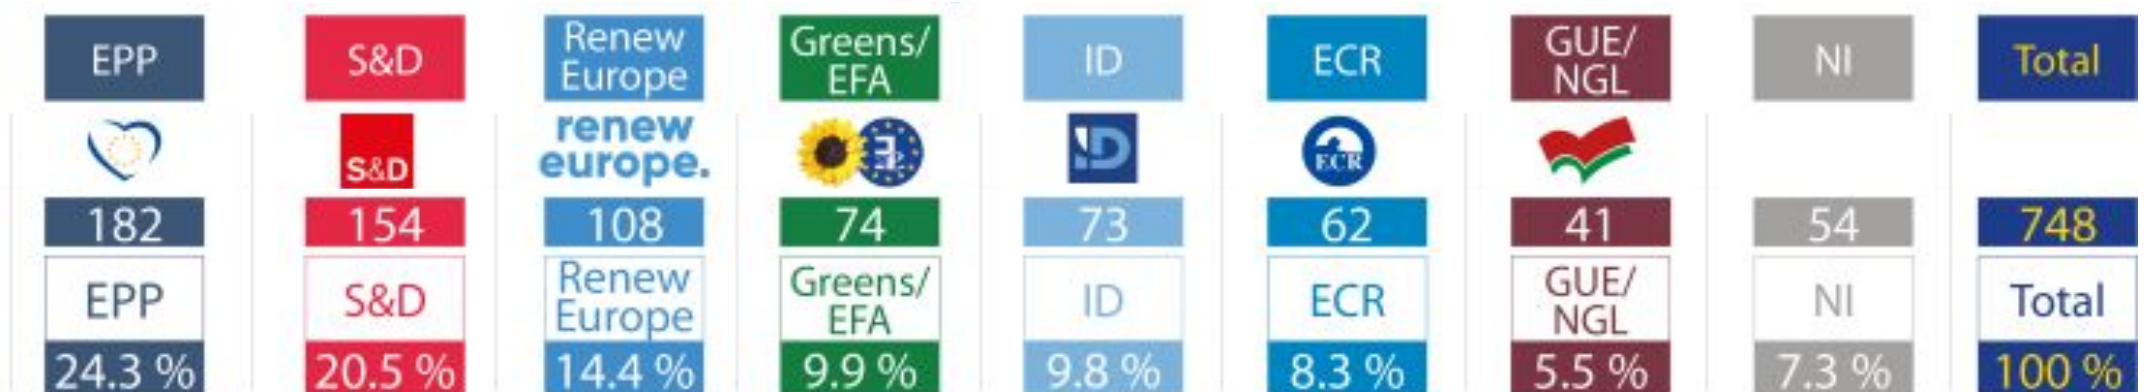 EPP S&D Renew Europe Greens/ EFA ID ECR GUE/ NGL NI Total
S&D renew europe. ECR
182 154 108 74 73 62 41 54 748
EPP S&D Renew Europe Greens/ EFA ID ECR GUE/ NGL NI Total
24.3 % 20.5 % 14.4 % 9.9 % 9.8 % 8.3 % 5.5 % 7.3 % 100 %